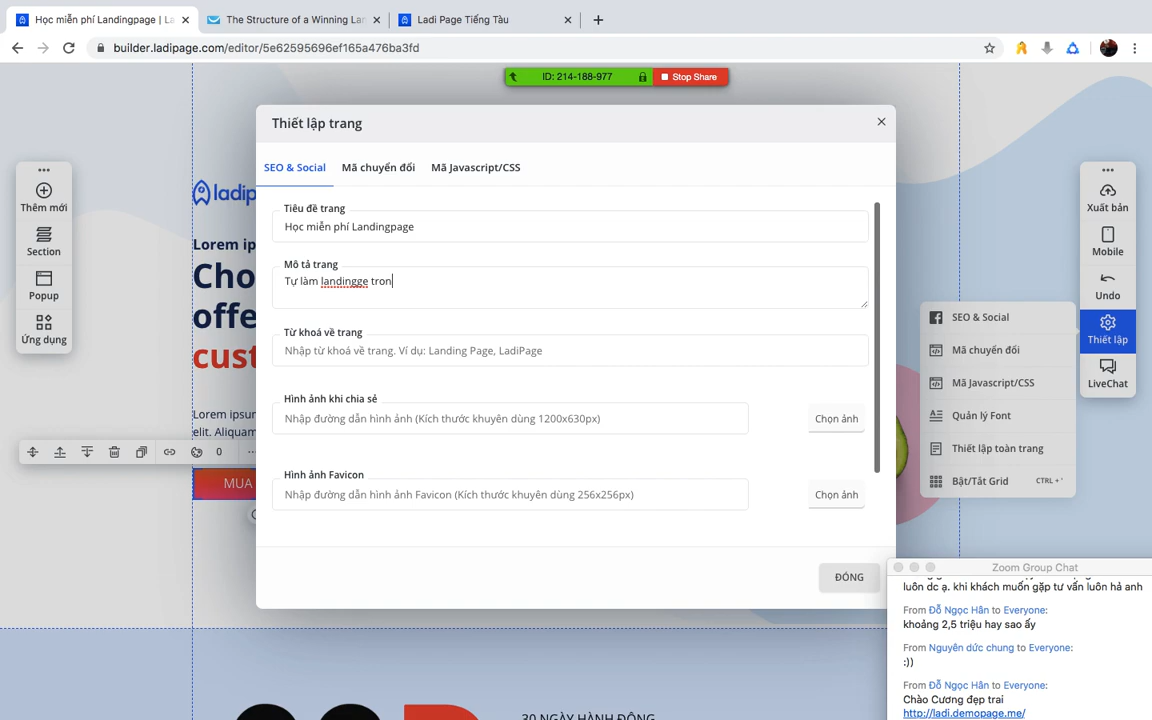 Học miễn phí Landingpage | La
The Structure of a Winning Lan
Ladi Page Tiếng Tàu
builder.ladipage.com/editor/5e62595696ef165a476ba3fd
ID: 214-188-977
Stop Share
Thiết lập trang
SEO & Social
Mã chuyển đổi
Mã Javascript/CSS
Tiêu đề trang
Học miễn phí Landingpage
Mô tả trang
Tự làm landingge tron
Từ khoá về trang
Nhập từ khoá về trang. Ví dụ: Landing Page, LadiPage
Hình ảnh khi chia sẻ
Nhập đường dẫn hình ảnh (Kích thước khuyên dùng 1200x630px)
Chọn ảnh
Hình ảnh Favicon
Nhập đường dẫn hình ảnh Favicon (Kích thước khuyên dùng 256x256px)
Chọn ảnh
ĐÓNG
Thêm mới
Section
Popup
Ứng dụng
ladip
Lorem ip
Cho
offe
cust
Lorem ipsum
elit. Aliquam
0
MUA
Xuất bản
Mobile
Undo
Thiết lập
LiveChat
SEO & Social
Mã chuyển đổi
Mã Javascript/CSS
Quản lý Font
Thiết lập toàn trang
Bật/Tắt Grid
CTRL + '
30 NGÀY HÀNH ĐỘNG
Zoom Group Chat
luôn dc ạ. khi khách muốn gặp tư vấn luôn hả anh
From Đỗ Ngọc Hân to Everyone:
khoảng 2,5 triệu hay sao ấy
From Nguyên dức chung to Everyone:
:))
From Đỗ Ngọc Hân to Everyone:
Chào Cương đẹp trai
http://ladi.demopage.me/